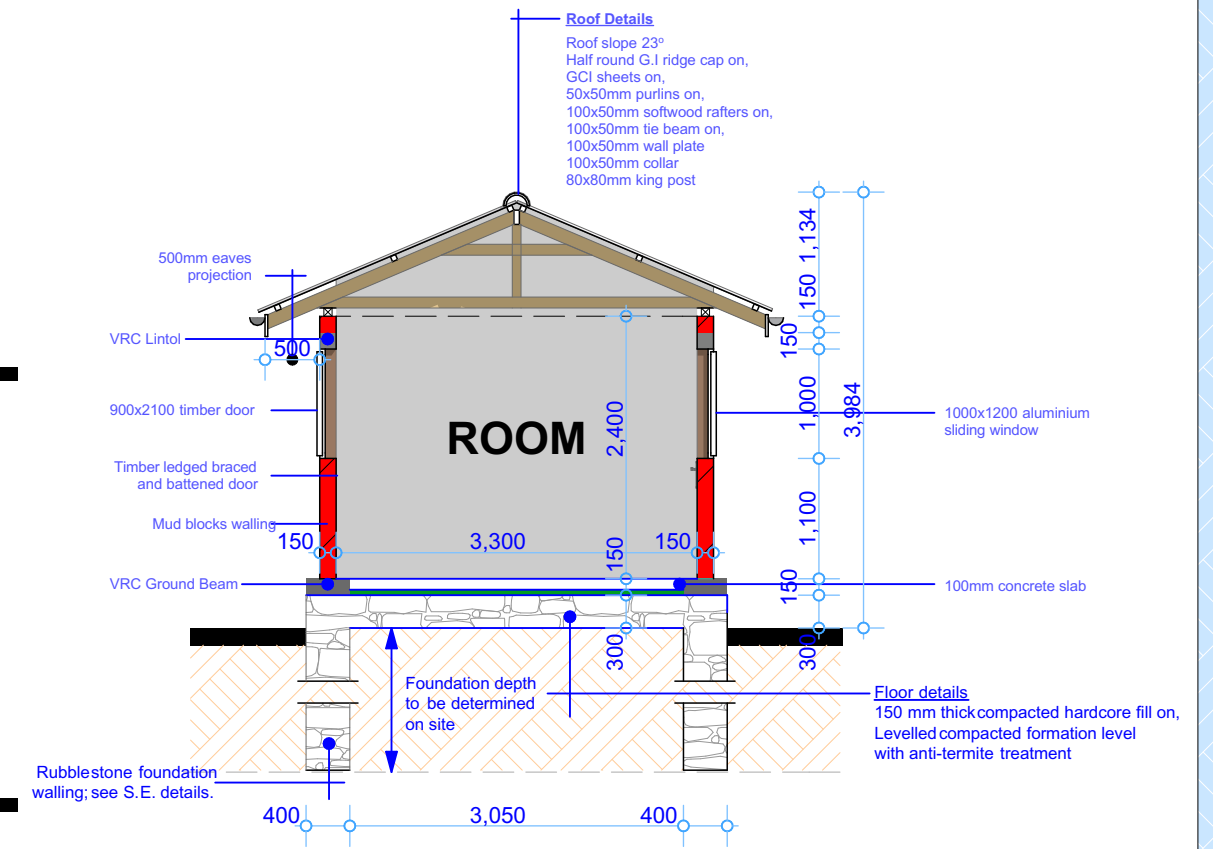 Roof Details
Roof slope 23º
Half round G.I ridge cap on,
GCI sheets on,
50x50mm purlins on,
100x50mm softwood rafters on,
100x50mm tie beam on,
100x50mm wall plate
100x50mm collar
80x80mm king post
500mm eaves
projection
VRC Lintol
500
900x2100 timber door
Timber ledged braced
and battened door
Mud blocks walling
VRC Ground Beam
ROOM
2,400
150
3,300
150
150
300
1,134
150
150
1,000
1,100
150
300
3,984
1000x1200 aluminium
sliding window
100mm concrete slab
Foundation depth
to be determined
on site
Floor details
150 mm thick compacted hardcore fill on,
Levelled compacted formation level
with anti-termite treatment
Rubblestone foundation
walling; see S.E. details.
400
3,050
400